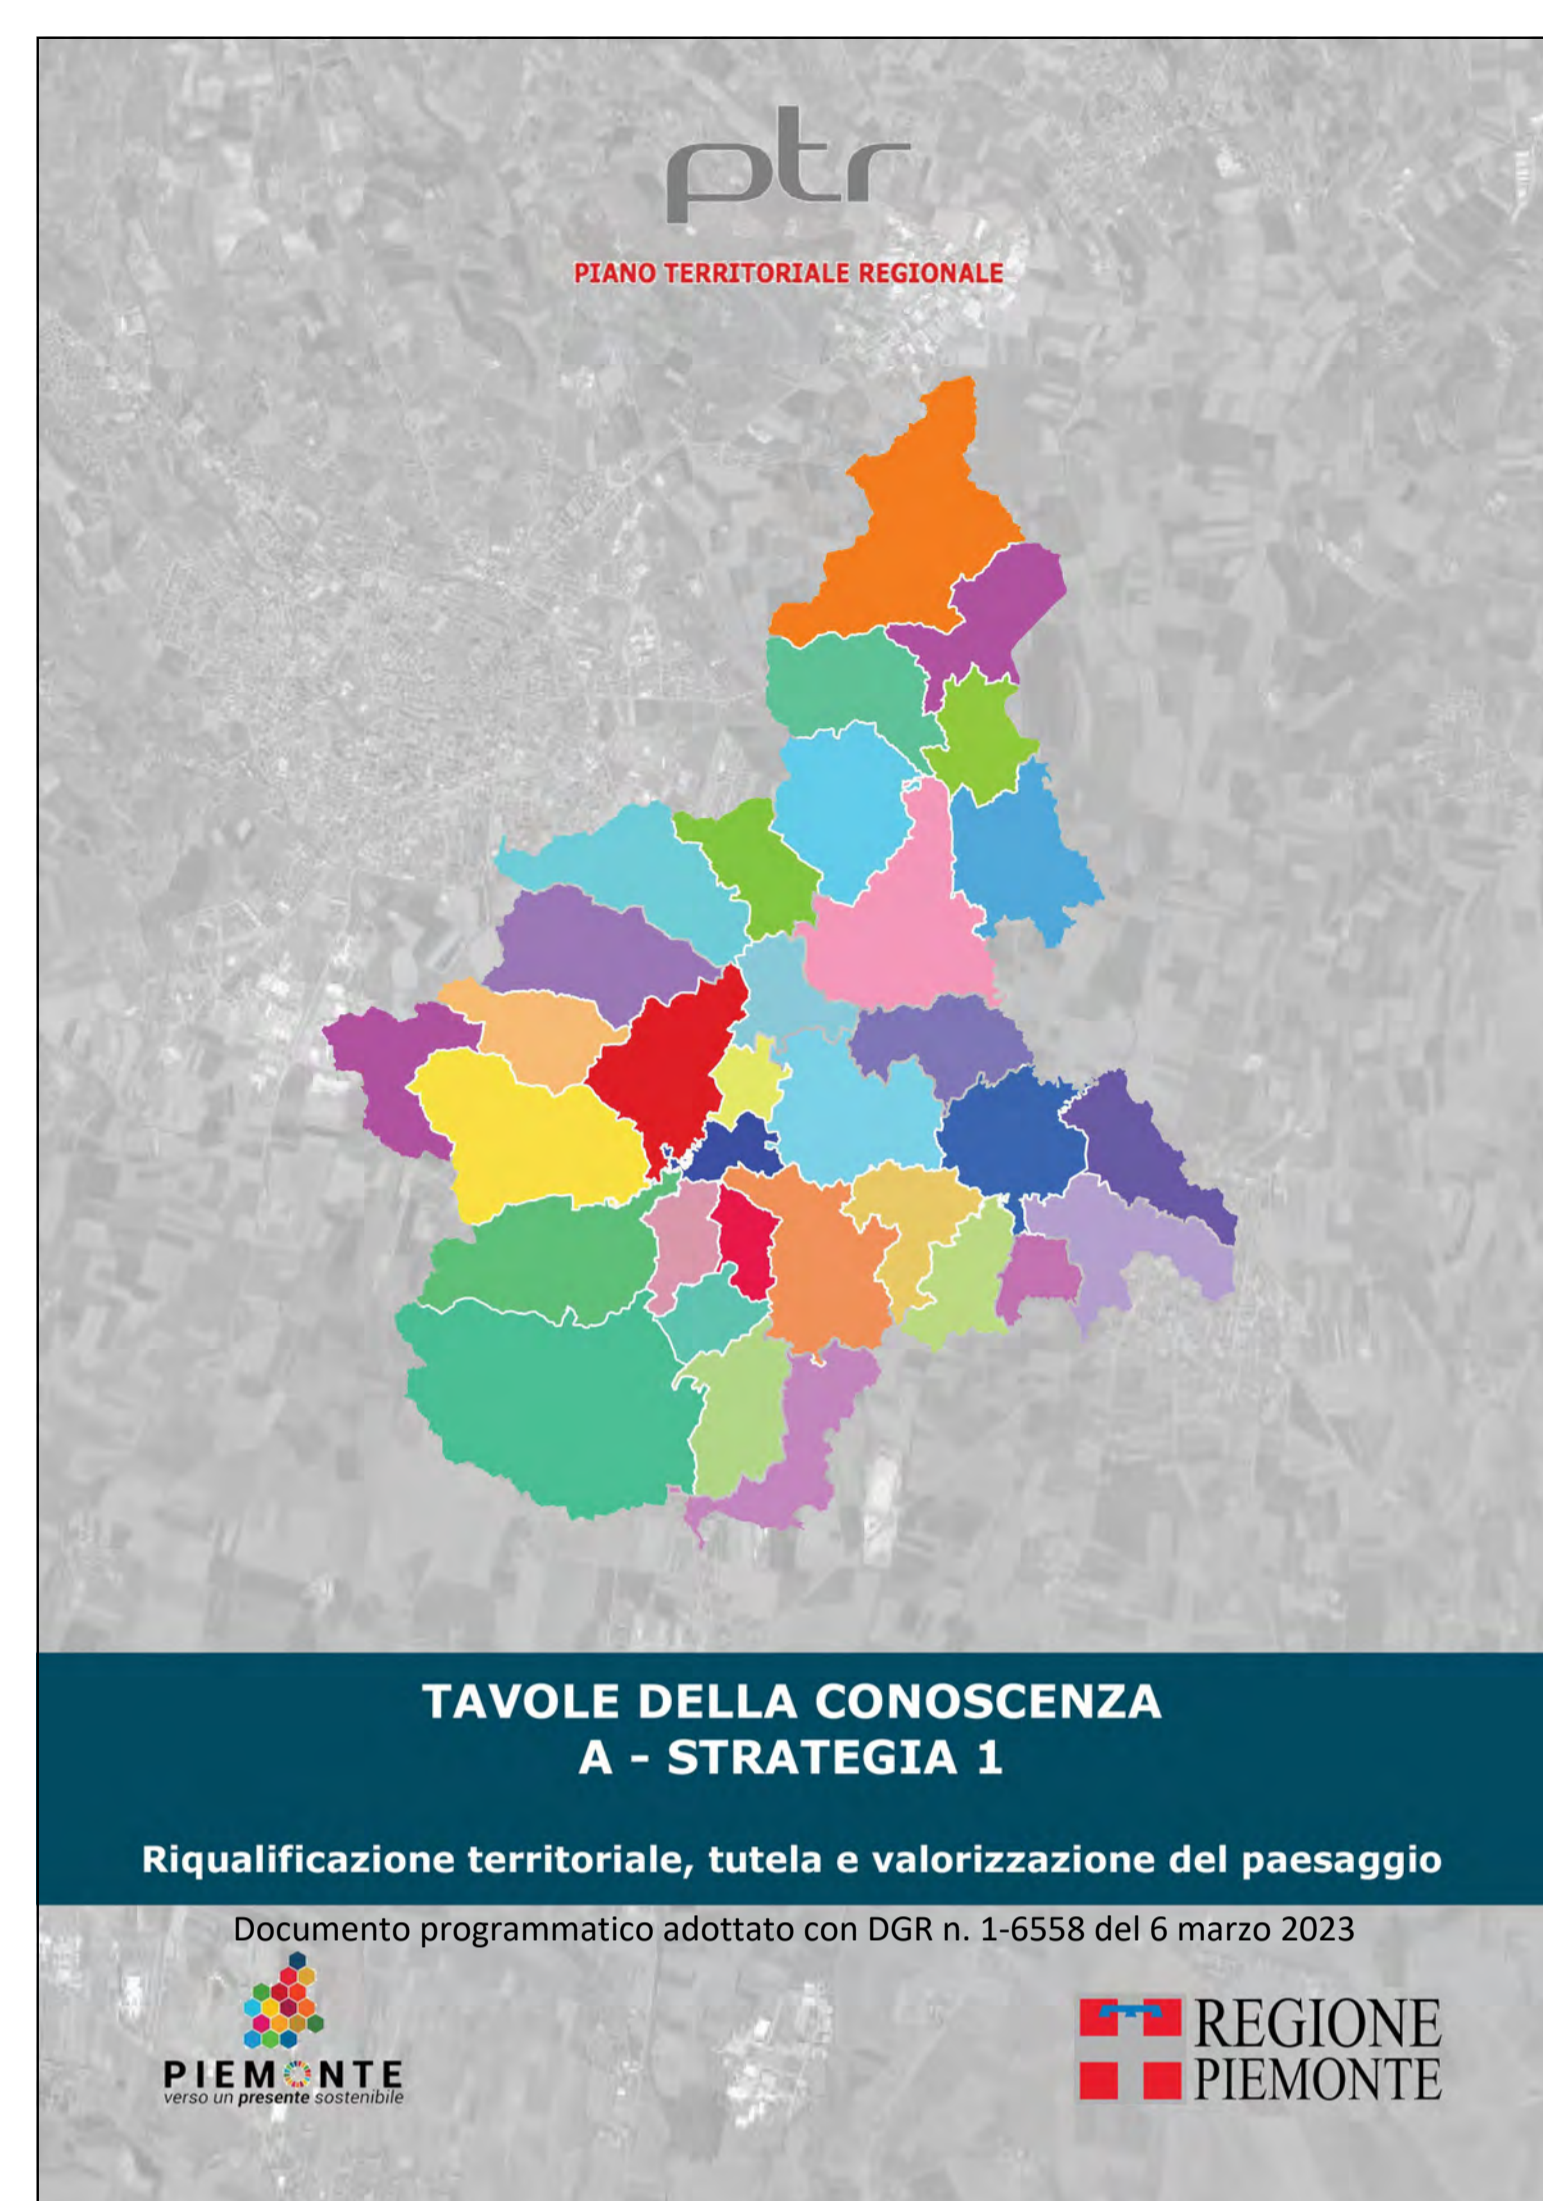 ptr
PIANO TERRITORIALE REGIONALE
TAVOLE DELLA CONOSCENZA
A - STRATEGIA 1
Riqualificazione territoriale, tutela e valorizzazione del paesaggio
Documento programmatico adottato con DGR n. 1-6558 del 6 marzo 2023
PIEMONTE
verso un presente sostenibile
REGIONE
PIEMONTE